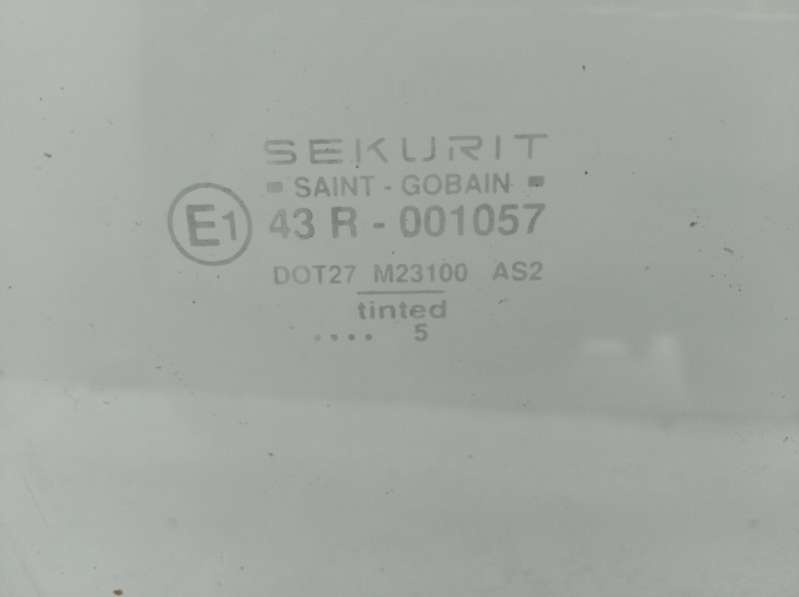 SEKURIT
SAINT - GOBAIN
E1 43 R - 001057
DOT27 M23100 AS2
tinted
.... 5